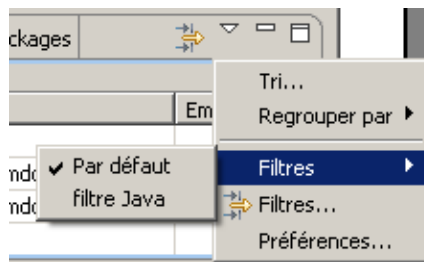 ckages
Tri...
Em
Regrouper par
Par défaut
Filtres
filtre Java
Filtres...
Préférences...